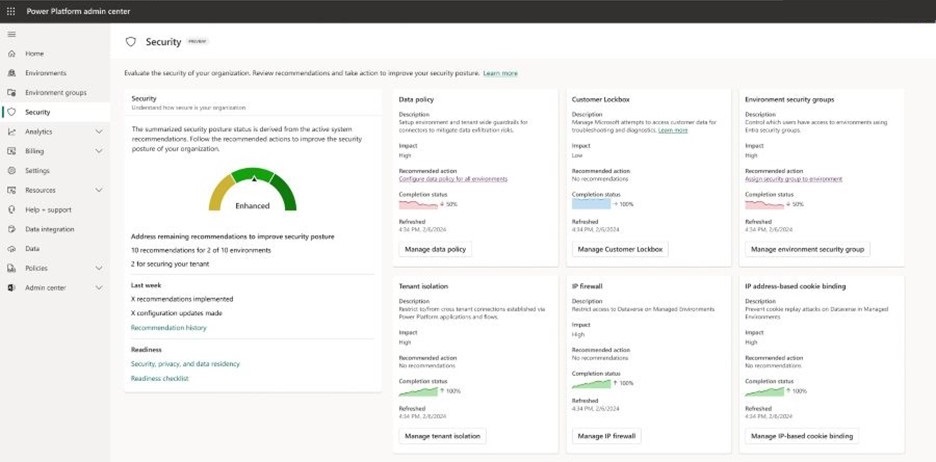 Power Platform admin center
Home
Environments
Environment groups
Security
Analytics
Billing
Settings
Resources
Help + support
Data integration
Data
Policies
Admin center
Security PREVIEW
Evaluate the security of your organization. Review recommendations and take action to improve your security posture. Learn more
Security
Understand how secure is your organization
The summarized security posture status is derived from the active system
recommendations. Follow the recommended actions to improve the security
posture of your organization.
Enhanced
Address remaining recommendations to improve security posture
10 recommendations for 2 of 10 environments
2 for securing your tenant
Last week
X recommendations implemented
X configuration updates made
Recommendation history
Readiness
Security, privacy, and data residency
Readiness checklist
Data policy
Description
Setup environment and tenant wide guardrails for
connectors to mitigate data exfiltration risks.
Impact
High
Recommended action
Configure data policy for all environments
Completion status
↓ 50%
Refreshed
4:34 PM, 2/6/2024
Manage data policy
Customer Lockbox
Description
Manage Microsoft attempts to access customer data for
troubleshooting and diagnostics. Learn more
Impact
Low
Recommended action
No recommendations
Completion status
→ 100%
Refreshed
4:34 PM, 2/6/2024
Manage Customer Lockbox
Environment security groups
Description
Control which users have access to environments using
Entra security groups.
Impact
High
Recommended action
Assign security group to environment
Completion status
↓ 50%
Refreshed
4:34 PM, 2/6/2024
Manage environment security group
Tenant isolation
Description
Restrict to/from: cross tenant connections established via
Power Platform applications and flows.
Impact
High
Recommended action
No recommendations
Completion status
↑ 100%
Refreshed
4:34 PM, 2/6/2024
Manage tenant isolation
IP firewall
Description
Restrict access to Dataverse on Managed Environments
Impact
High
Recommended action
No recommendations
Completion status
↑ 100%
Refreshed
4:34 PM, 2/6/2024
Manage IP firewall
IP address-based cookie binding
Description
Prevent cookie replay attacks on Dataverse in Managed
Environments
Impact
High
Recommended action
No recommendations
Completion status
↑ 100%
Refreshed
4:34 PM, 2/6/2024
Manage IP-based cookie binding